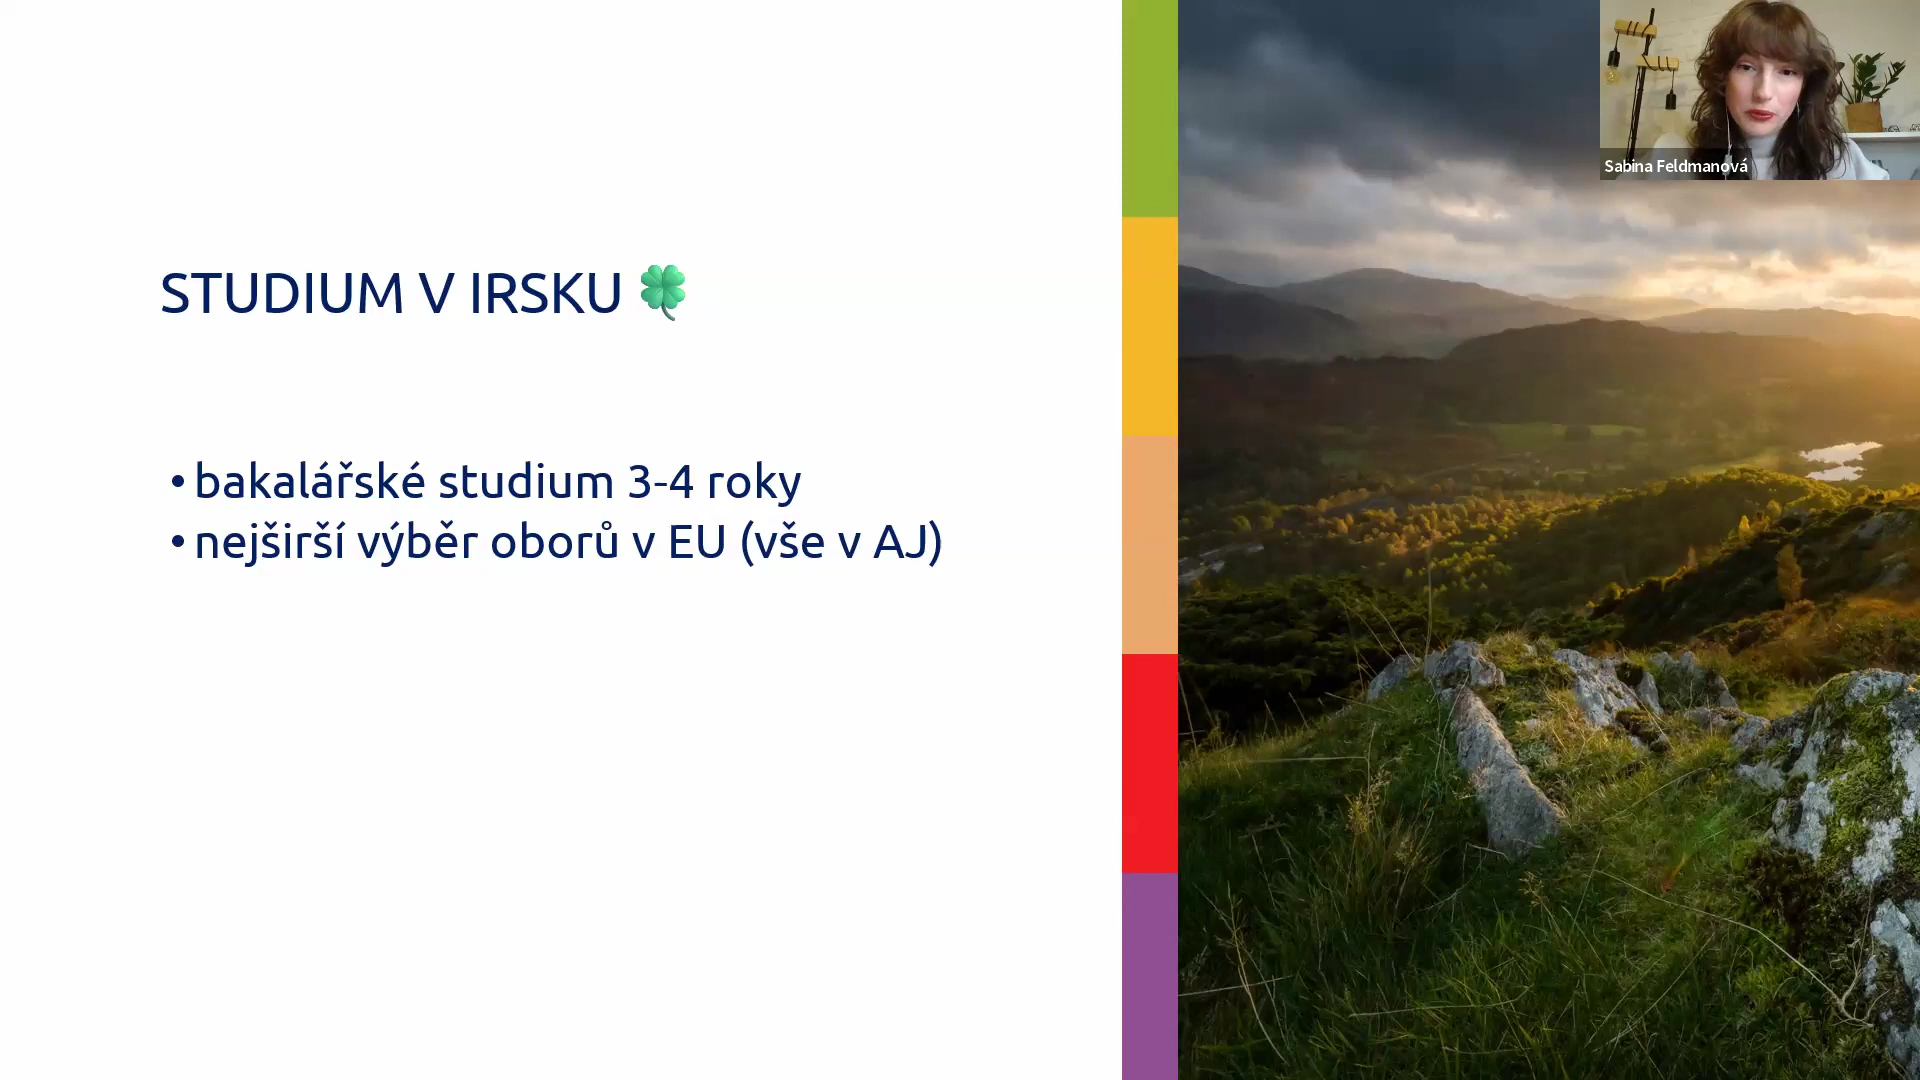 Sabina Feldmanová
STUDIUM V IRSKU 🍀
• bakalářské studium 3-4 roky
• nejširší výběr oborů v EU (vše v AJ)